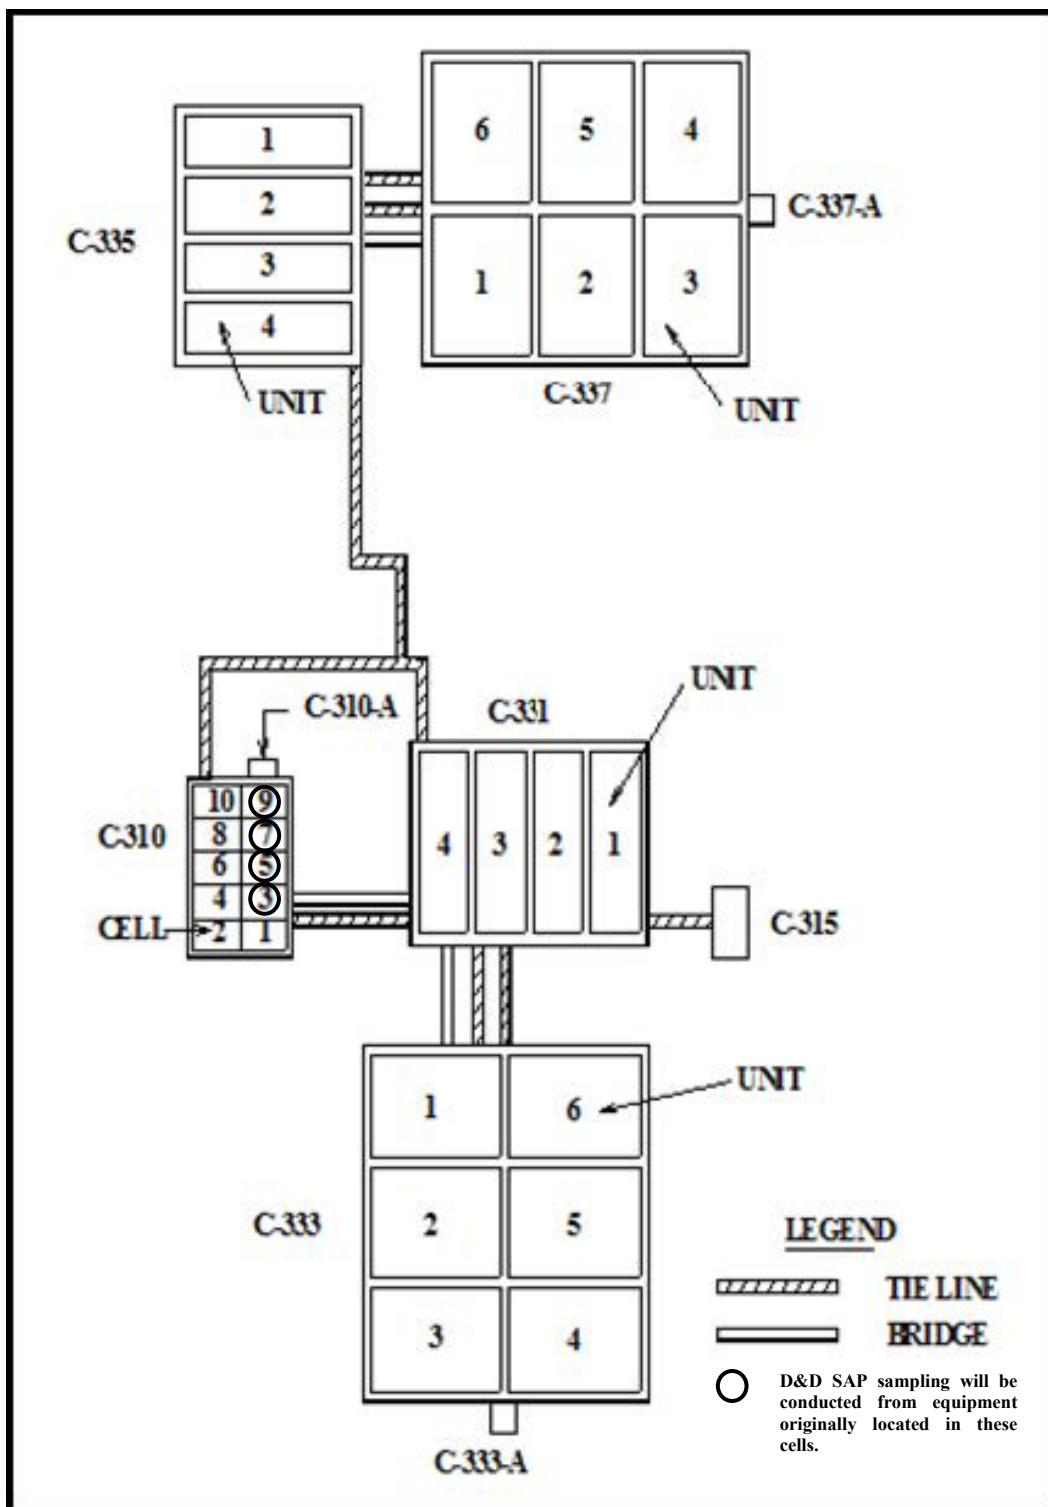 6 5 4
1
2
C-337-A
C-335
3
1 2 3
4
C-337
UNIT
UNIT
UNIT
C-310-A
C-331
10 9
C-310
8 7
4 3 2 1
6 5
4 3
CELL
2 1
C-315
UNIT
1 6
C-333
2 5
LEGEND
TIE LINE
3 4
BRIDGE
D&D SAP sampling will be
conducted from equipment
originally located in these
cells.
C-333-A